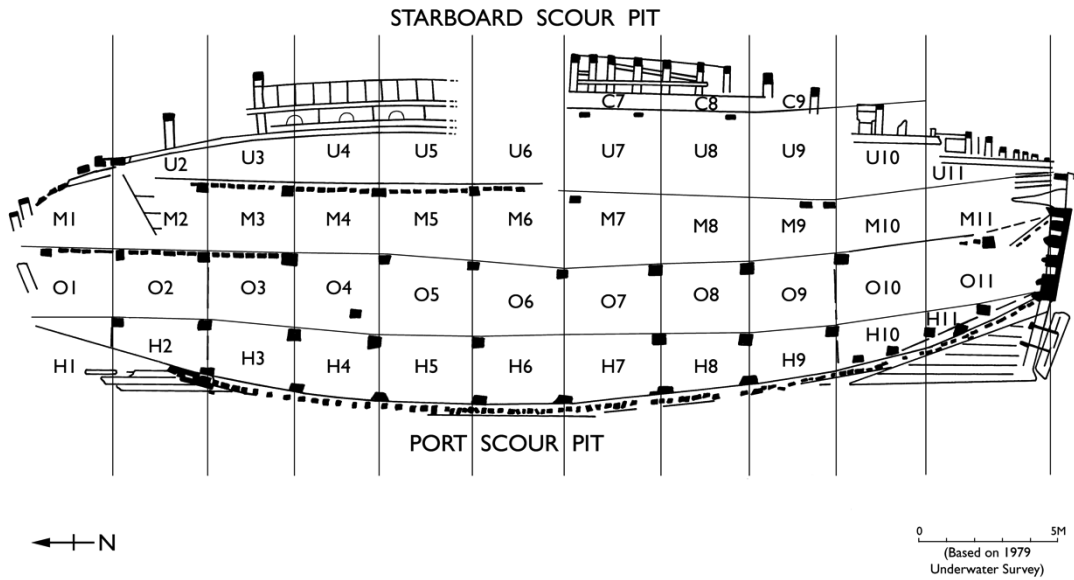 STARBOARD SCOUR PIT
C7 C8 C9
U2 U3 U4 U5 U6 U7 U8 U9 U10 U11
M1 M2 M3 M4 M5 M6 M7 M8 M9 M10 M11
O1 O2 O3 O4 O5 O6 O7 O8 O9 O10 O11
H1 H2 H3 H4 H5 H6 H7 H8 H9 H10 H11
PORT SCOUR PIT
N
0 5M
(Based on 1979
Underwater Survey)